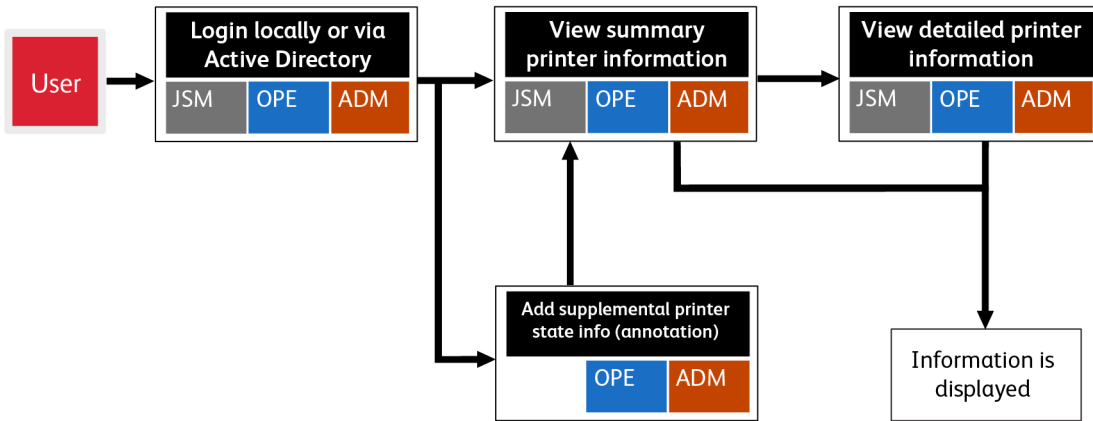 User
Login locally or via
Active Directory
JSM OPE ADM
View summary
printer information
JSM OPE ADM
View detailed printer
information
JSM OPE ADM
Add supplemental printer
state info (annotation)
OPE ADM
Information is
displayed